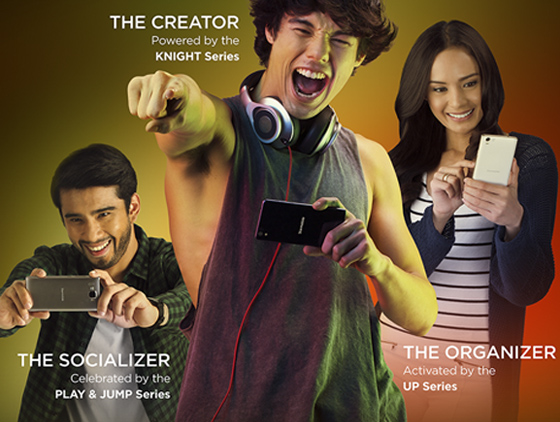 THE CREATOR
Powered by the
KNIGHT Series
THE SOCIALIZER
Celebrated by the
PLAY & JUMP Series
THE ORGANIZER
Activated by the
UP Series